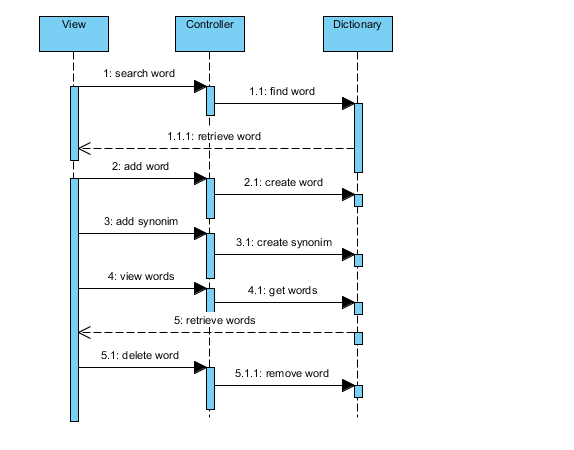 View
Controller
Dictionary
1: search word
1.1: find word
1.1.1: retrieve word
2: add word
2.1: create word
3: add synonim
3.1: create synonim
4: view words
4.1: get words
5: retrieve words
5.1: delete word
5.1.1: remove word